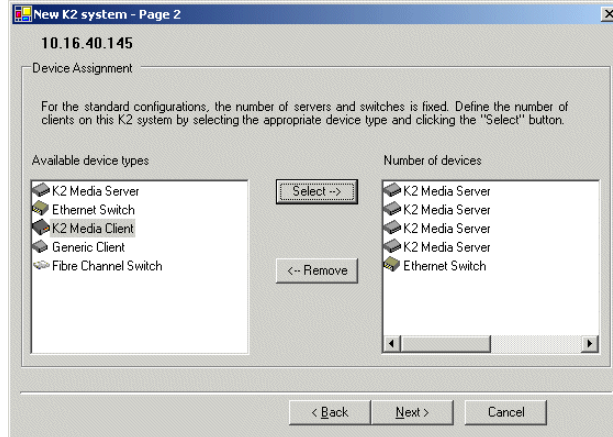 New K2 system - Page 2
10.16.40.145
Device Assignment
For the standard configurations, the number of servers and switches is fixed. Define the number of
clients on this K2 system by selecting the appropriate device type and clicking the "Select" button.
Available device types
Number of devices
K2 Media Server
Ethernet Switch
K2 Media Client
Generic Client
Fibre Channel Switch
Select -->
<-- Remove
K2 Media Server
K2 Media Server
K2 Media Server
K2 Media Server
Ethernet Switch
< Back
Next >
Cancel